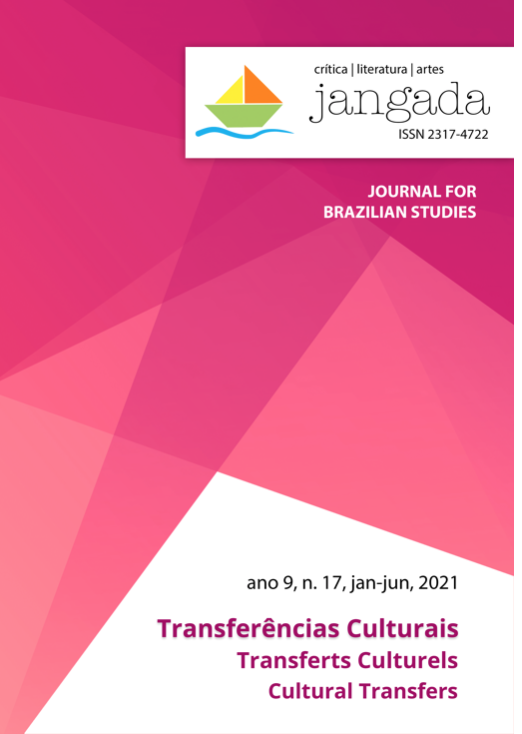 crítica | literatura | artes
jangada
ISSN 2317-4722
JOURNAL FOR
BRAZILIAN STUDIES
ano 9, n. 17, jan-jun, 2021
Transferências Culturais
Transferts Culturels
Cultural Transfers